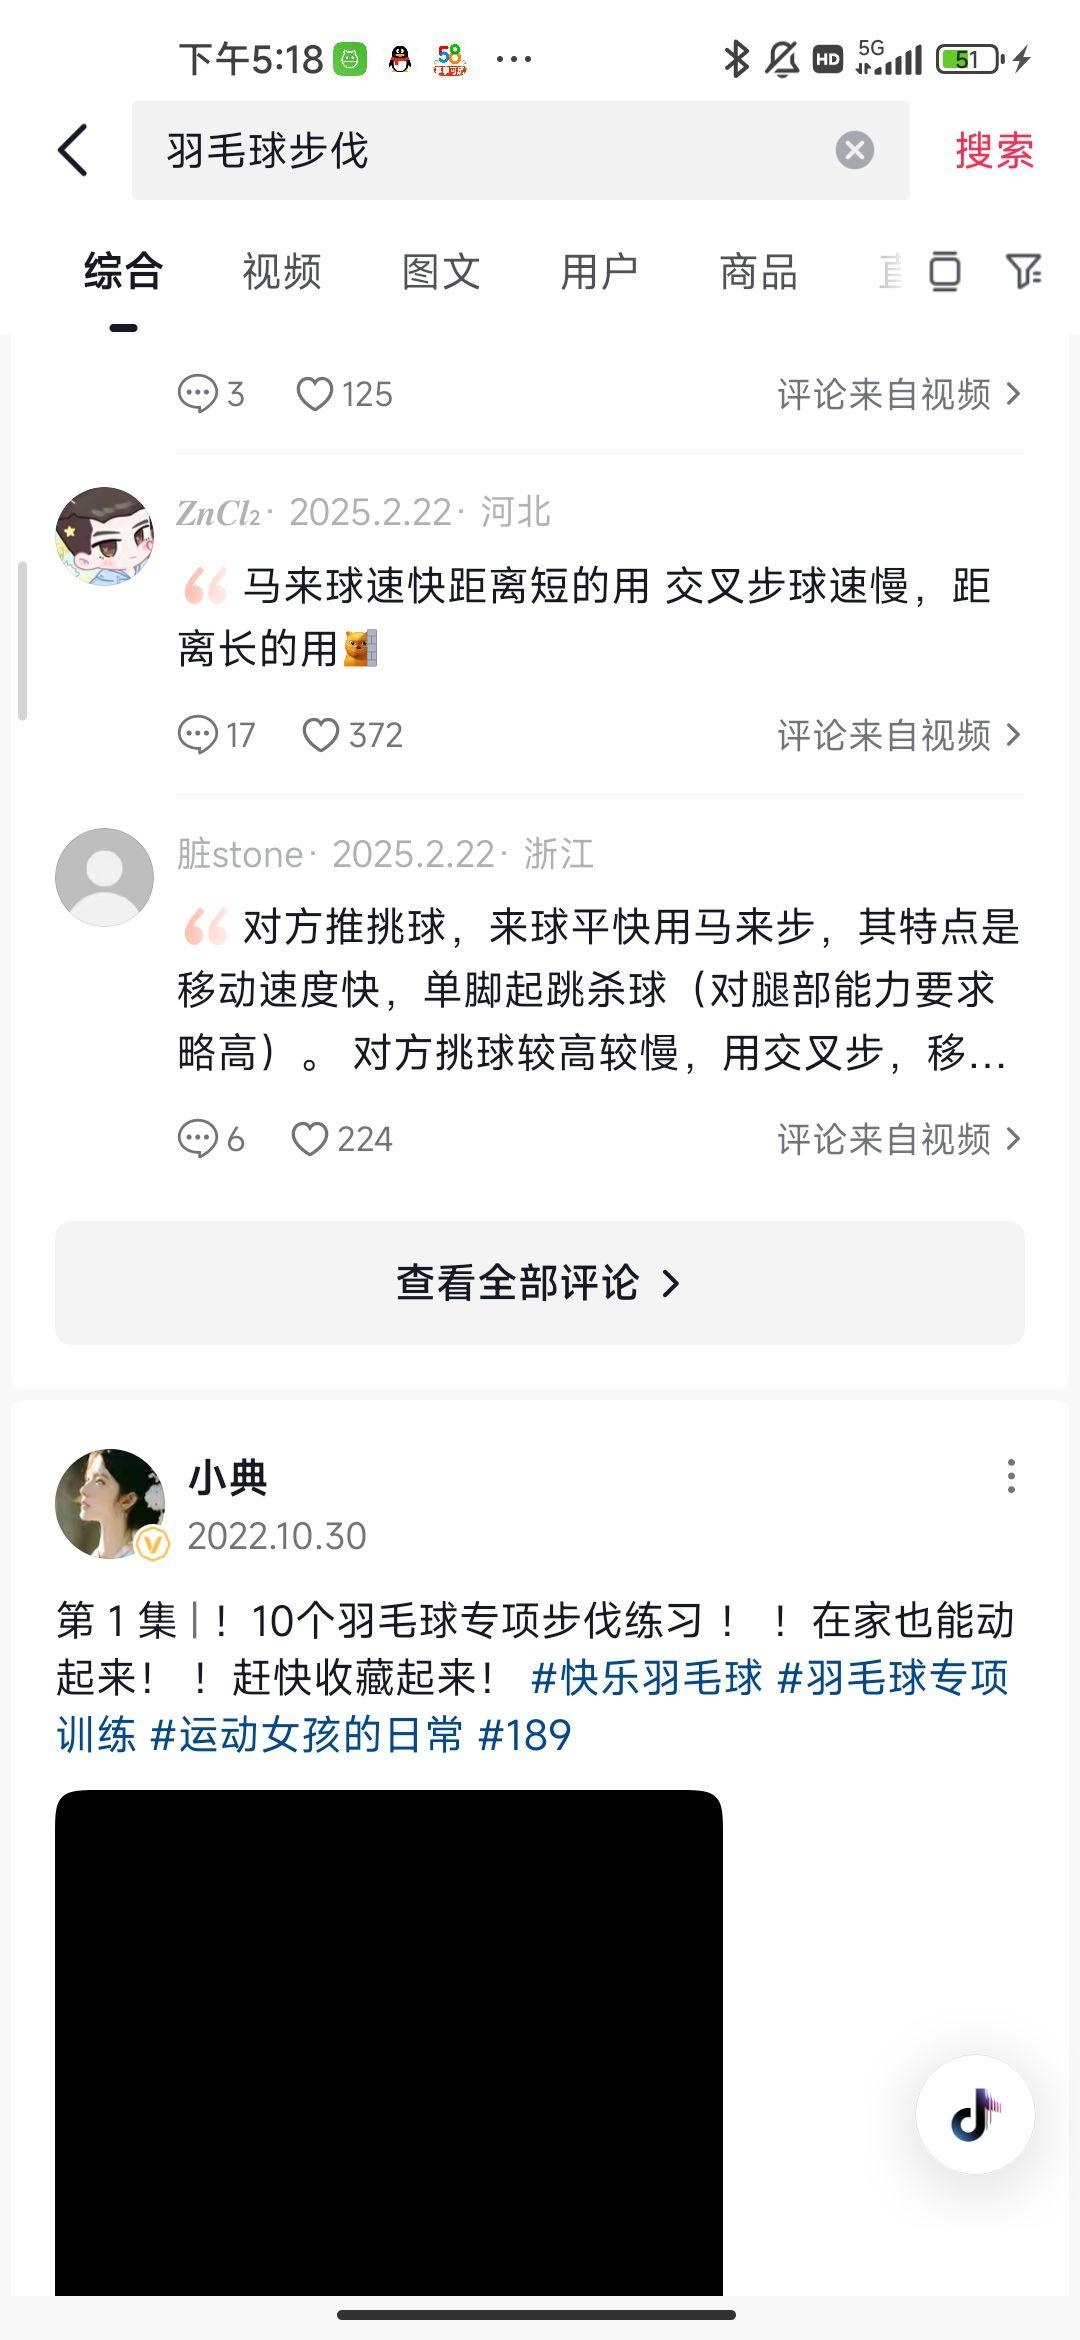 下午5:18 58 ··· HD 5G 51
羽毛球步伐 搜索
综合 视频 图文 用户 商品
3 125 评论来自视频 >
ZnCl₂· 2025.2.22· 河北
马来球速快距离短的用 交叉步球速慢，距
离长的用
17 372 评论来自视频 >
脏stone· 2025.2.22· 浙江
对方推挑球，来球平快用马来步，其特点是
移动速度快，单脚起跳杀球（对腿部能力要求
略高）。 对方挑球较高较慢，用交叉步，移...
6 224 评论来自视频 >
查看全部评论 >
小典
2022.10.30
第 1 集 |！10个羽毛球专项步伐练习！ ！在家也能动
起来！ ！赶快收藏起来！ #快乐羽毛球 #羽毛球专项
训练 #运动女孩的日常 #189